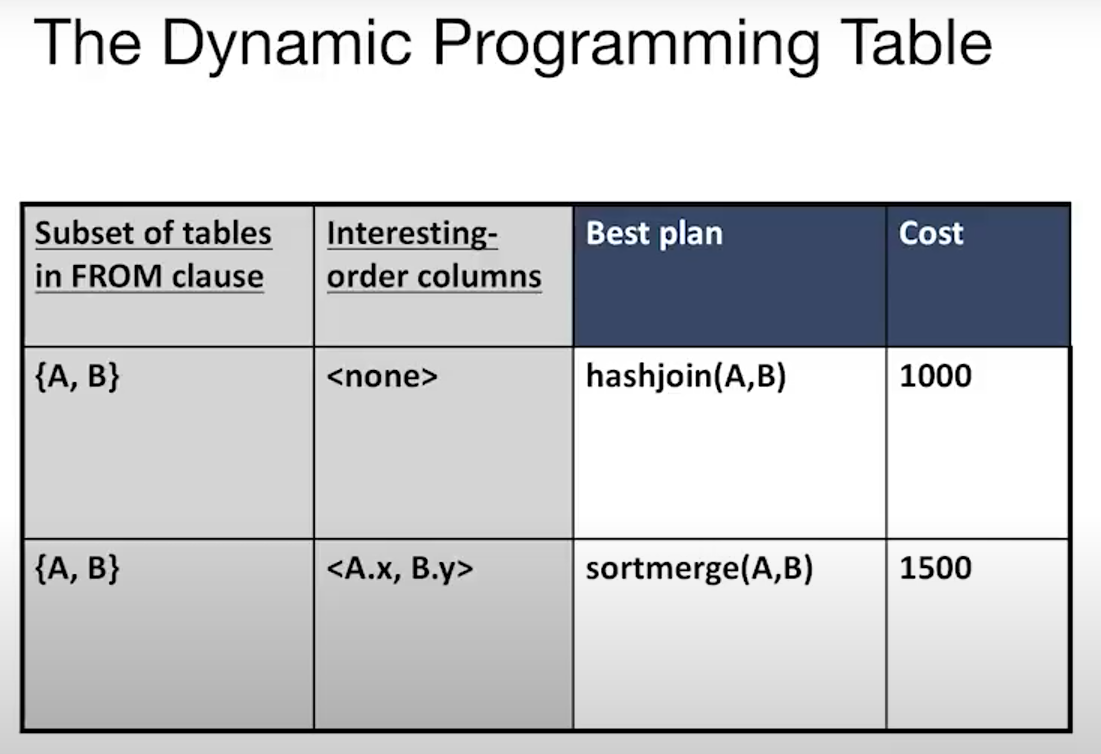 The Dynamic Programming Table
Subset of tables
in FROM clause
Interesting-
order columns
Best plan
Cost
{A, B}
<none>
hashjoin(A,B)
1000
{A, B}
<A.x, B.y>
sortmerge(A,B)
1500